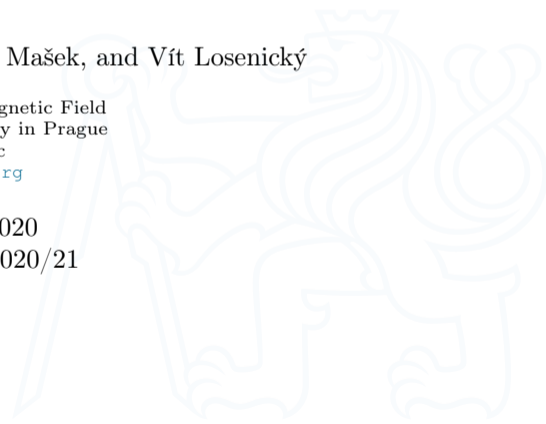 Mašek, and Vít Losenický
gnetic Field
y in Prague
c
rg
020
020/21